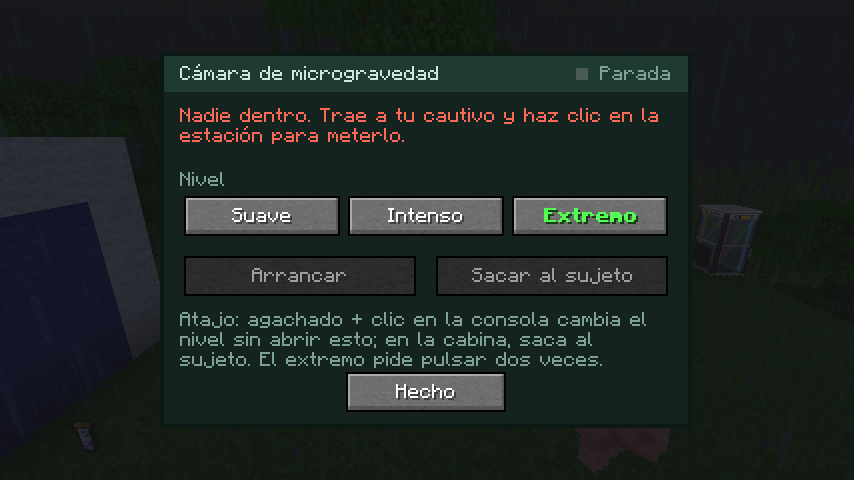 Cámara de microgravedad
Parada
Nadie dentro. Trae a tu cautivo y haz clic en la
estación para meterlo.
Nivel
Suave
Intenso
Extremo
Arrancar
Sacar al sujeto
Atajo: agachado + clic en la consola cambia el
nivel sin abrir esto; en la cabina, saca al
sujeto. El extremo pide pulsar dos veces.
Hecho